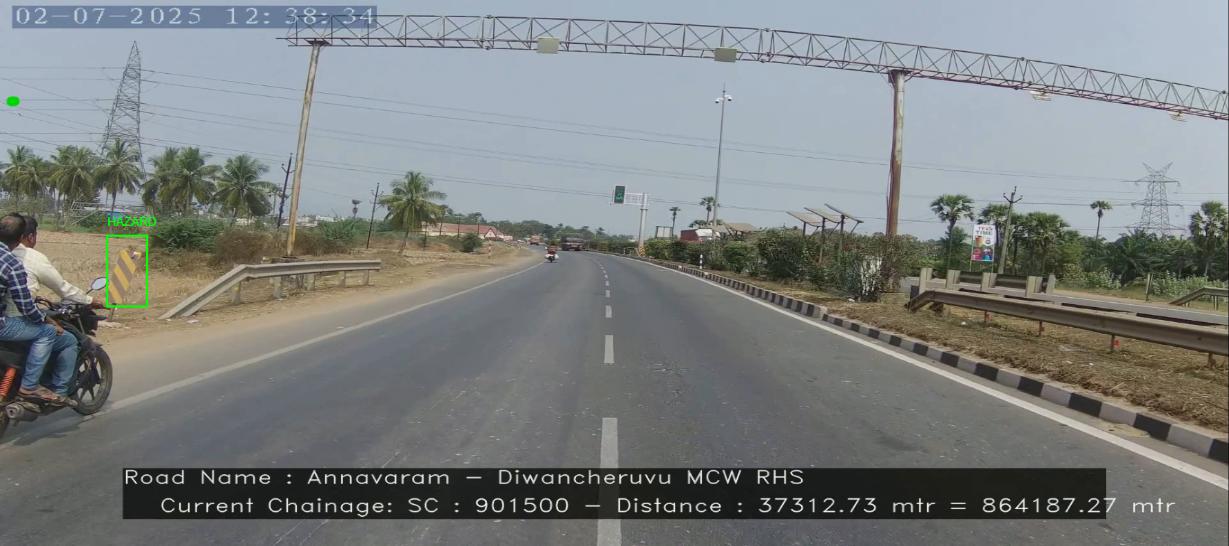 02-07-2025 12:38:34
HAZARD
Road Name : Annavaram – Diwancheruvu MCW RHS
Current Chainage: SC : 901500 – Distance : 37312.73 mtr = 864187.27 mtr